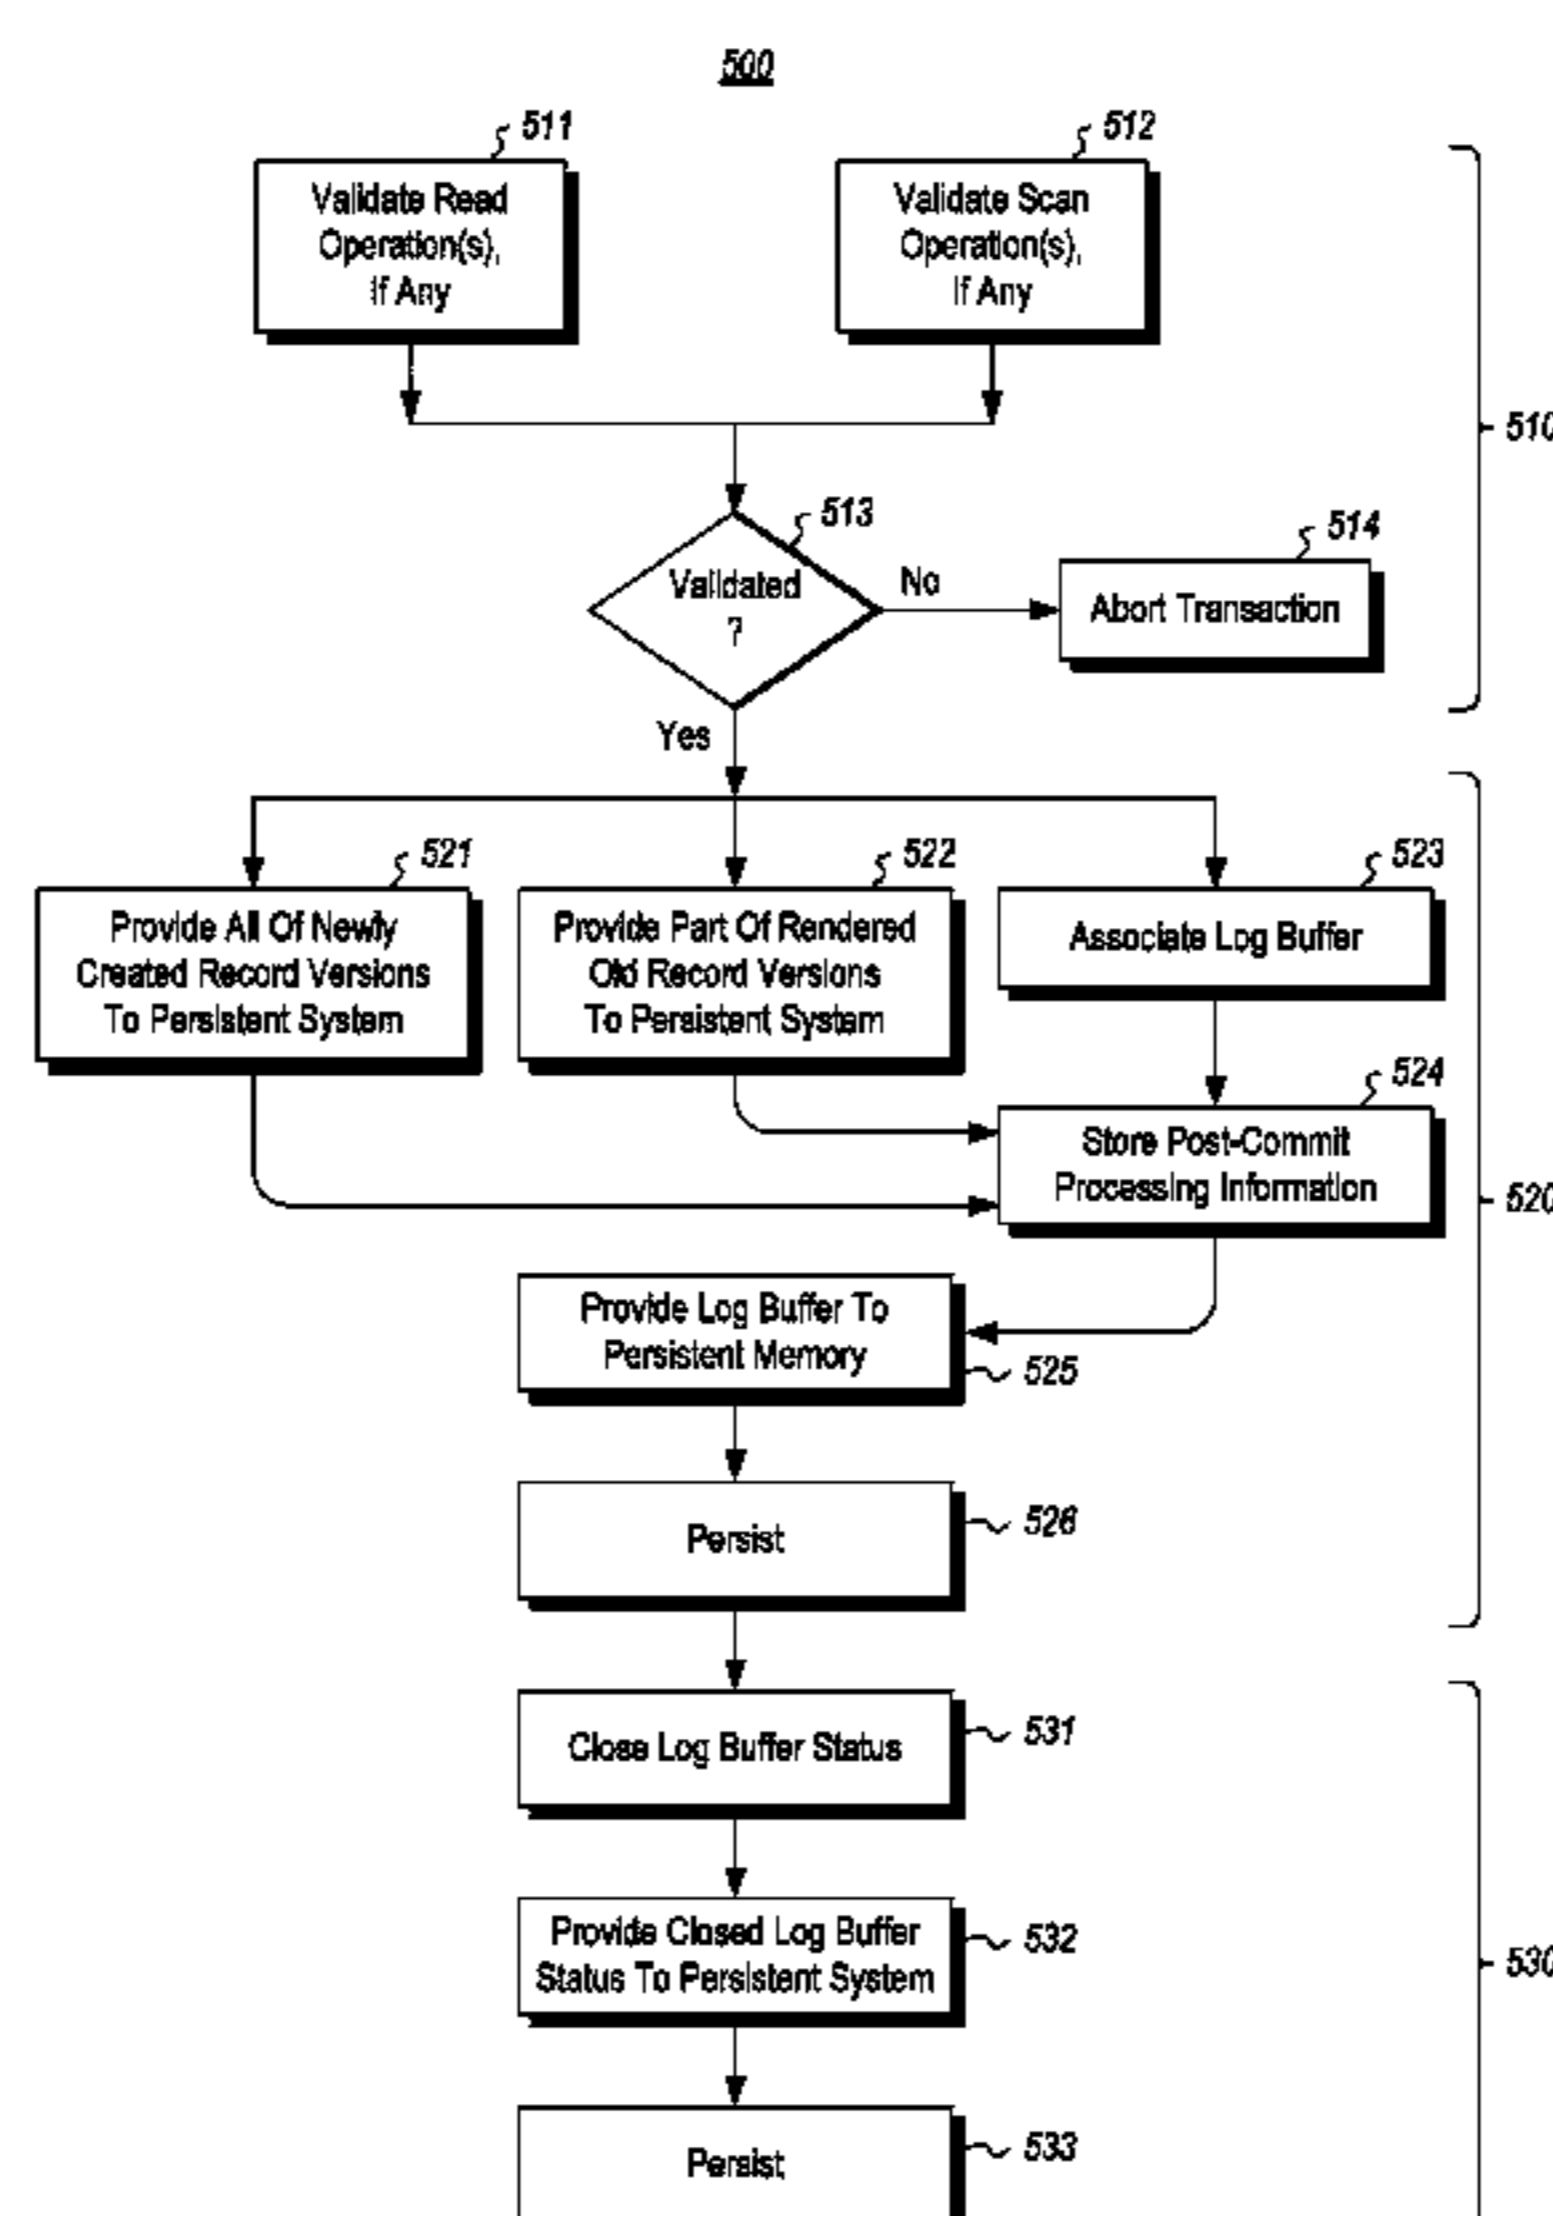 500
511
512
Validate Read
Operation(s),
If Any
Validate Scan
Operation(s),
If Any
510
513
514
Validated
?
No
Abort Transaction
Yes
521
522
523
Provide All Of Newly
Created Record Versions
To Persistent System
Provide Part Of Rendered
Old Record Versions
To Persistent System
Associate Log Buffer
524
Store Post-Commit
Processing Information
520
Provide Log Buffer To
Persistent Memory
525
Persist
526
Close Log Buffer Status
531
Provide Closed Log Buffer
Status To Persistent System
532
530
Persist
533